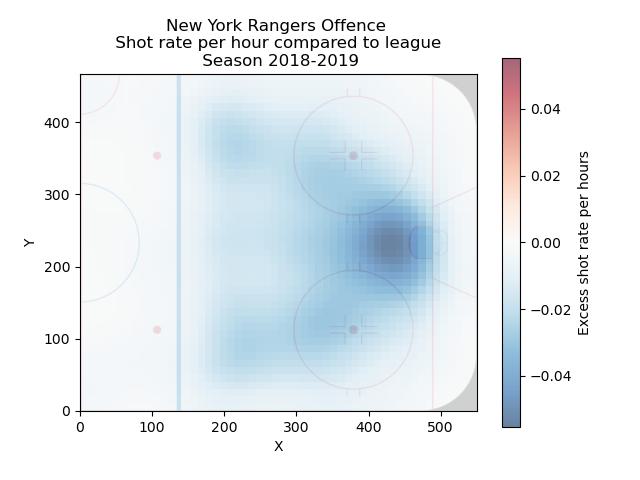 New York Rangers Offence
Shot rate per hour compared to league
Season 2018-2019
400
300
200
100
0
Y
0 100 200 300 400 500
X
0.04
0.02
0.00
−0.02
−0.04
Excess shot rate per hours